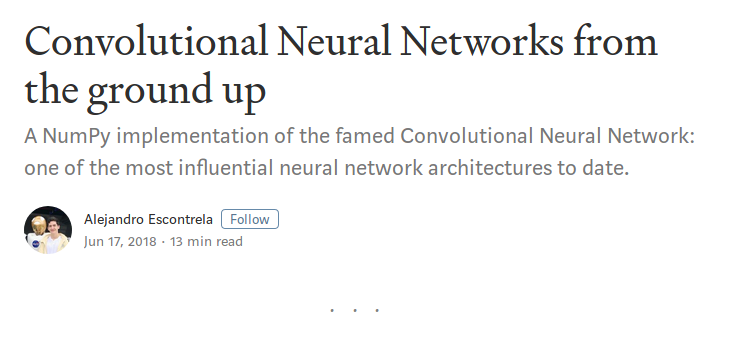 Convolutional Neural Networks from
the ground up
A NumPy implementation of the famed Convolutional Neural Network:
one of the most influential neural network architectures to date.
Alejandro Escontrela Follow
Jun 17, 2018 · 13 min read
. . .